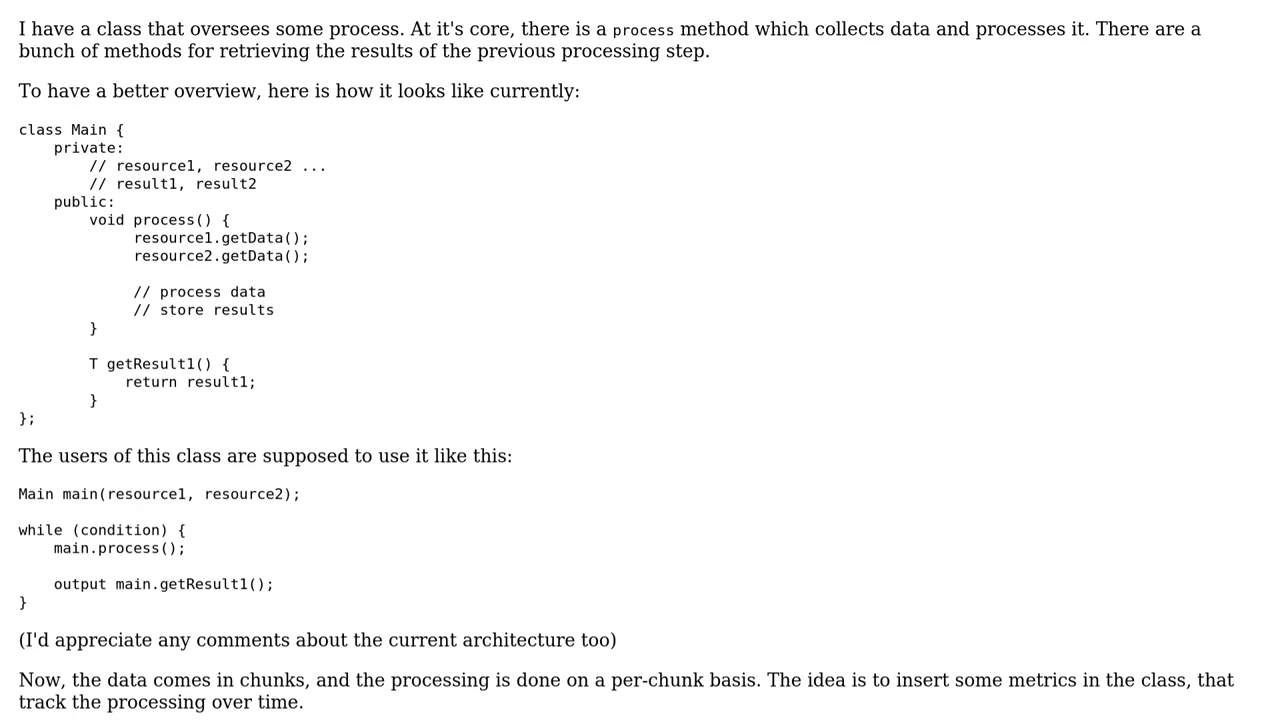 I have a class that oversees some process. At it's core, there is a process method which collects data and processes it. There are a
bunch of methods for retrieving the results of the previous processing step.
To have a better overview, here is how it looks like currently:
class Main {
    private:
        // resource1, resource2 ...
        // result1, result2
    public:
        void process() {
             resource1.getData();
             resource2.getData();

             // process data
             // store results
        }

        T getResult1() {
            return result1;
        }
};
The users of this class are supposed to use it like this:
Main main(resource1, resource2);

while (condition) {
    main.process();

    output main.getResult1();
}
(I'd appreciate any comments about the current architecture too)
Now, the data comes in chunks, and the processing is done on a per-chunk basis. The idea is to insert some metrics in the class, that
track the processing over time.